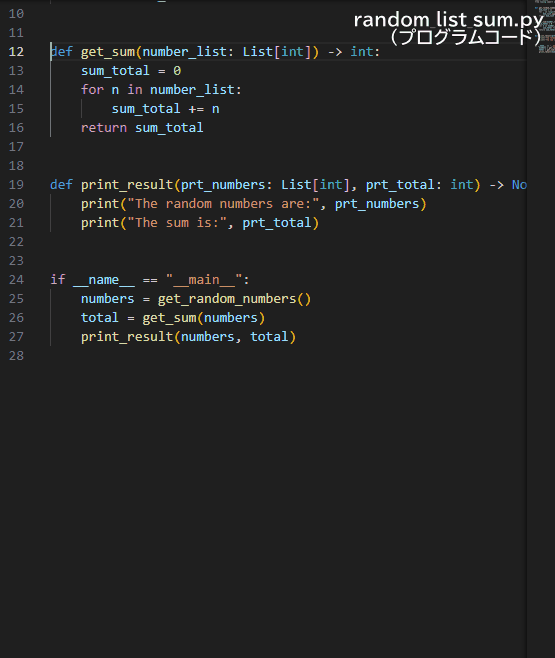 random list sum.py
（プログラムコード）
10
11
12 def get_sum(number_list: List[int]) -> int:
13     sum_total = 0
14     for n in number_list:
15         sum_total += n
16     return sum_total
17
18
19 def print_result(prt_numbers: List[int], prt_total: int) -> No
20     print("The random numbers are:", prt_numbers)
21     print("The sum is:", prt_total)
22
23
24 if __name__ == "__main__":
25     numbers = get_random_numbers()
26     total = get_sum(numbers)
27     print_result(numbers, total)
28